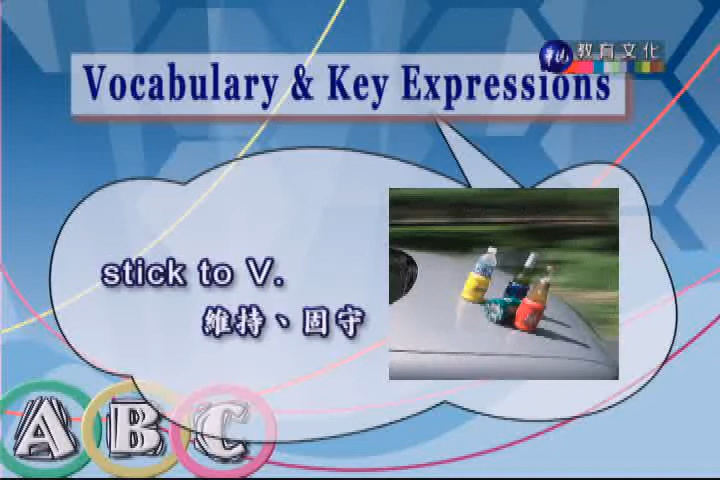 教育文化
Vocabulary & Key Expressions
stick to V.
維持、固守
A B C